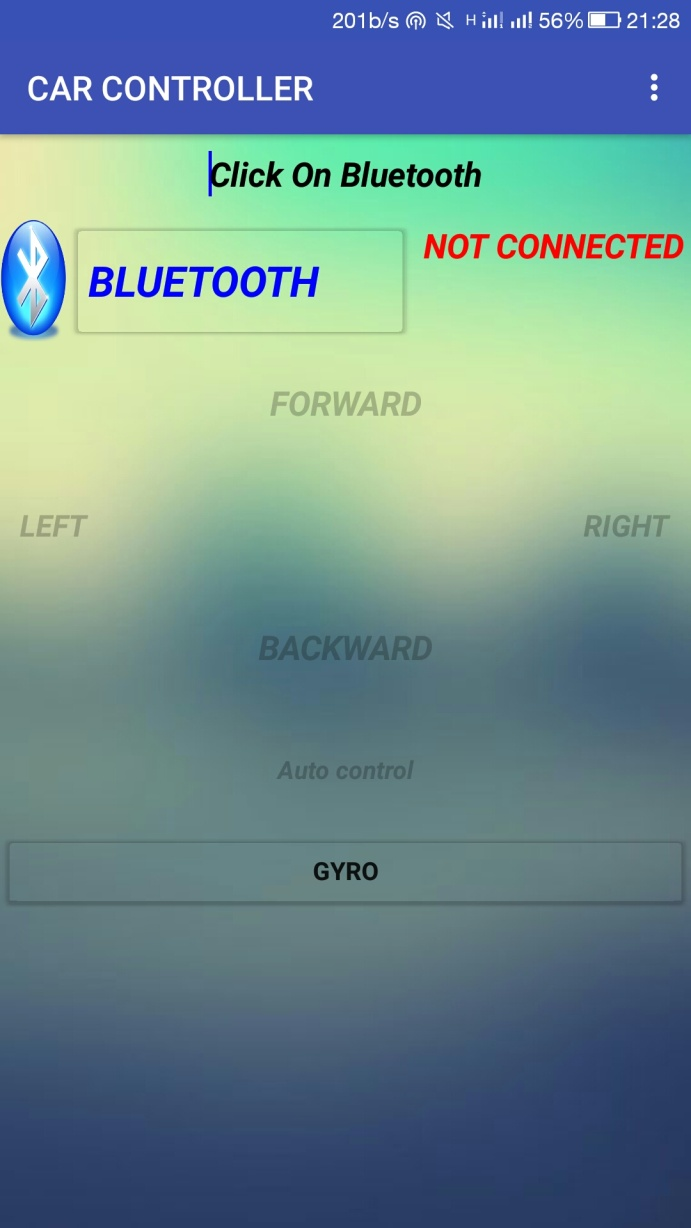 201b/s H 56% 21:28
CAR CONTROLLER
Click On Bluetooth
BLUETOOTH
NOT CONNECTED
FORWARD
LEFT RIGHT
BACKWARD
Auto control
GYRO